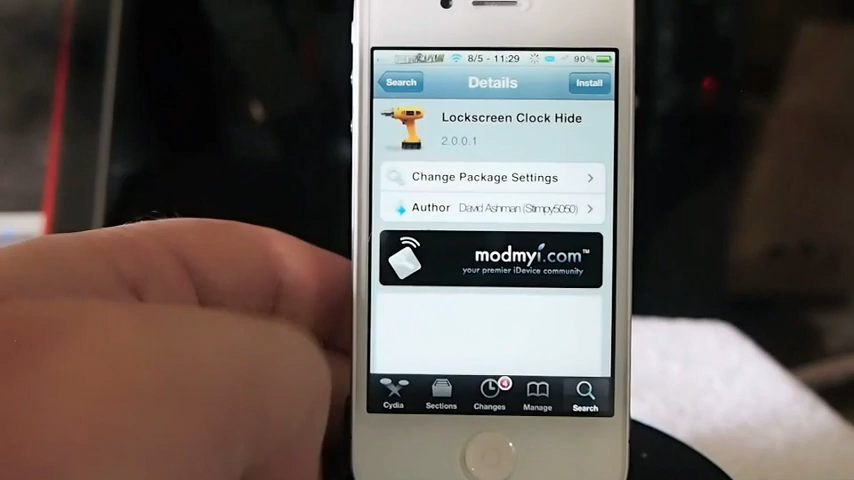 8/5 - 11:29 90%
Search Details Install
Lockscreen Clock Hide
2.0.0.1
Change Package Settings
Author David Ashman (Stimpy5050)
modmyi.com™
your premier iDevice community
4
Cydia Sections Changes Manage Search